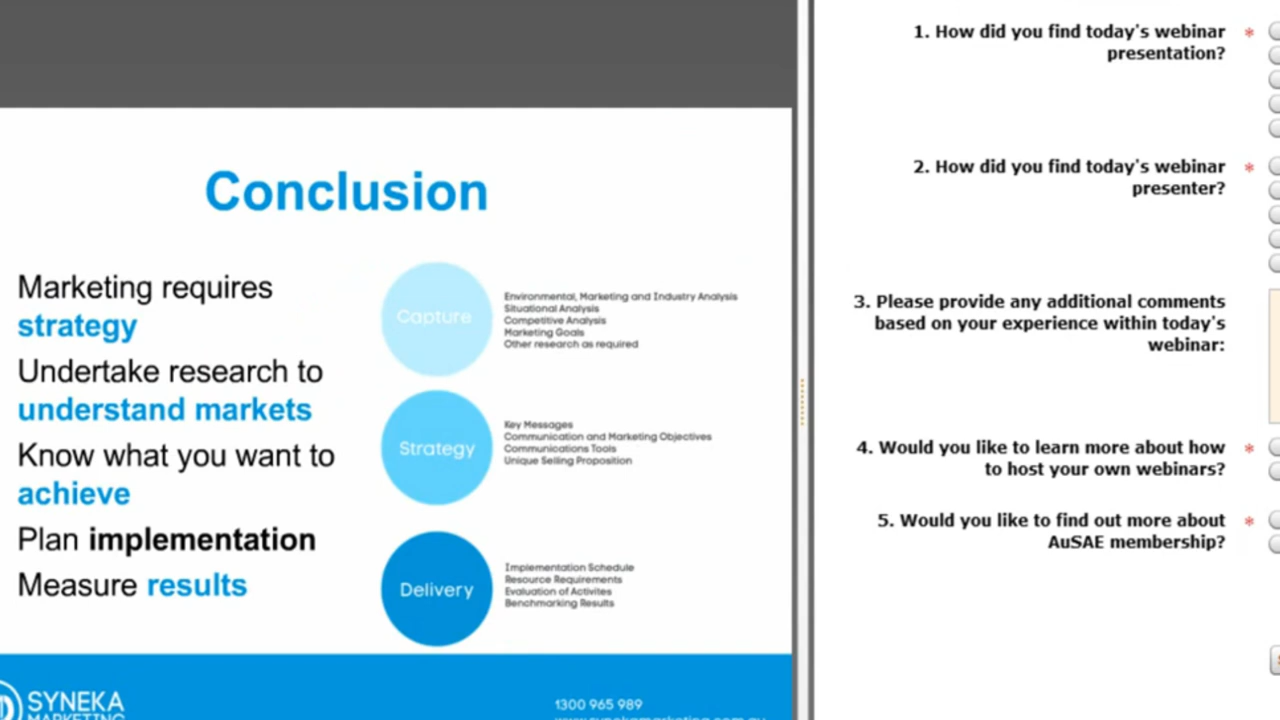 Conclusion
Marketing requires
strategy
Undertake research to
understand markets
Know what you want to
achieve
Plan implementation
Measure results
Capture
Environmental, Marketing and Industry Analysis
Situational Analysis
Competitive Analysis
Marketing Goals
Other research as required
Strategy
Key Messages
Communication and Marketing Objectives
Communications Tools
Unique Selling Proposition
Delivery
Implementation Schedule
Resource Requirements
Evaluation of Activites
Benchmarking Results
SYNEKA
MARKETING
1300 965 989
www.synekamarketing.com.au
1. How did you find today's webinar *
presentation?
2. How did you find today's webinar *
presenter?
3. Please provide any additional comments
based on your experience within today's
webinar:
4. Would you like to learn more about how *
to host your own webinars?
5. Would you like to find out more about *
AuSAE membership?